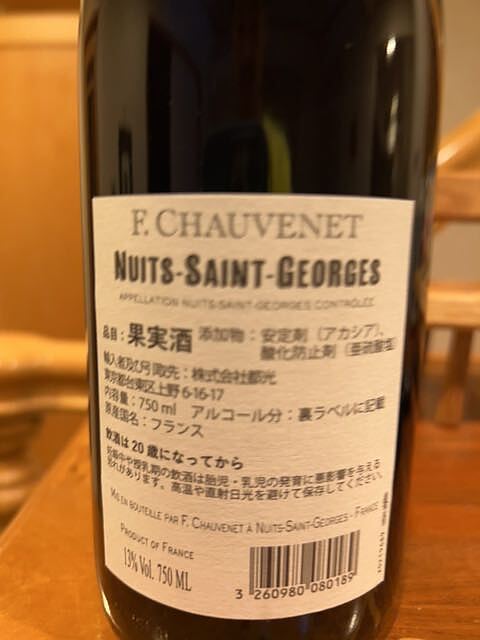 F. CHAUVENET
NUITS-SAINT-GEORGES
APPELLATION NUITS-SAINT-GEORGES CONTRÔLÉE
品目：果実酒 添加物：安定剤（アカシア）、
酸化防止剤（亜硫酸塩）
輸入者及び引取先：株式会社都光
東京都台東区上野6-16-17
内容量：750ml アルコール分：裏ラベルに記載
原産国名：フランス
飲酒は20歳になってから
妊娠中や授乳期の飲酒は胎児・乳児の発育に悪影響を与える
恐れがあります。高温や直射日光を避けて保存してください。
MIS EN BOUTEILLE PAR F. CHAUVENET À NUITS-SAINT-GEORGES - FRANCE
PRODUCT OF FRANCE
13% Vol. 750 ML
3 260980 080189